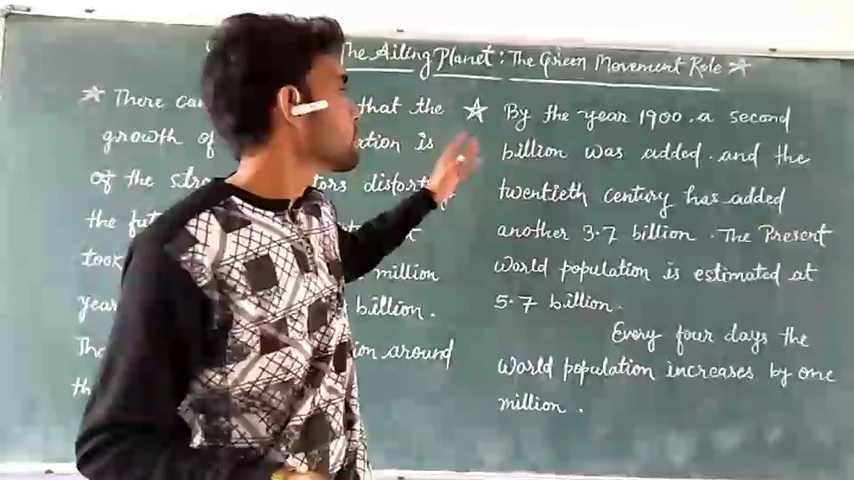 The Ailing Planet : The Green Movement Role
There
that the
growth of
ation is
of the
tors distort
the
took
million
year
billion.
The
on around
th
By the year 1900. a second
billion was added. and the
twentieth century has added
another 3.7 billion. The Present
World population is estimated at
5.7 billion.
Every four days the
World population increases by one
million.